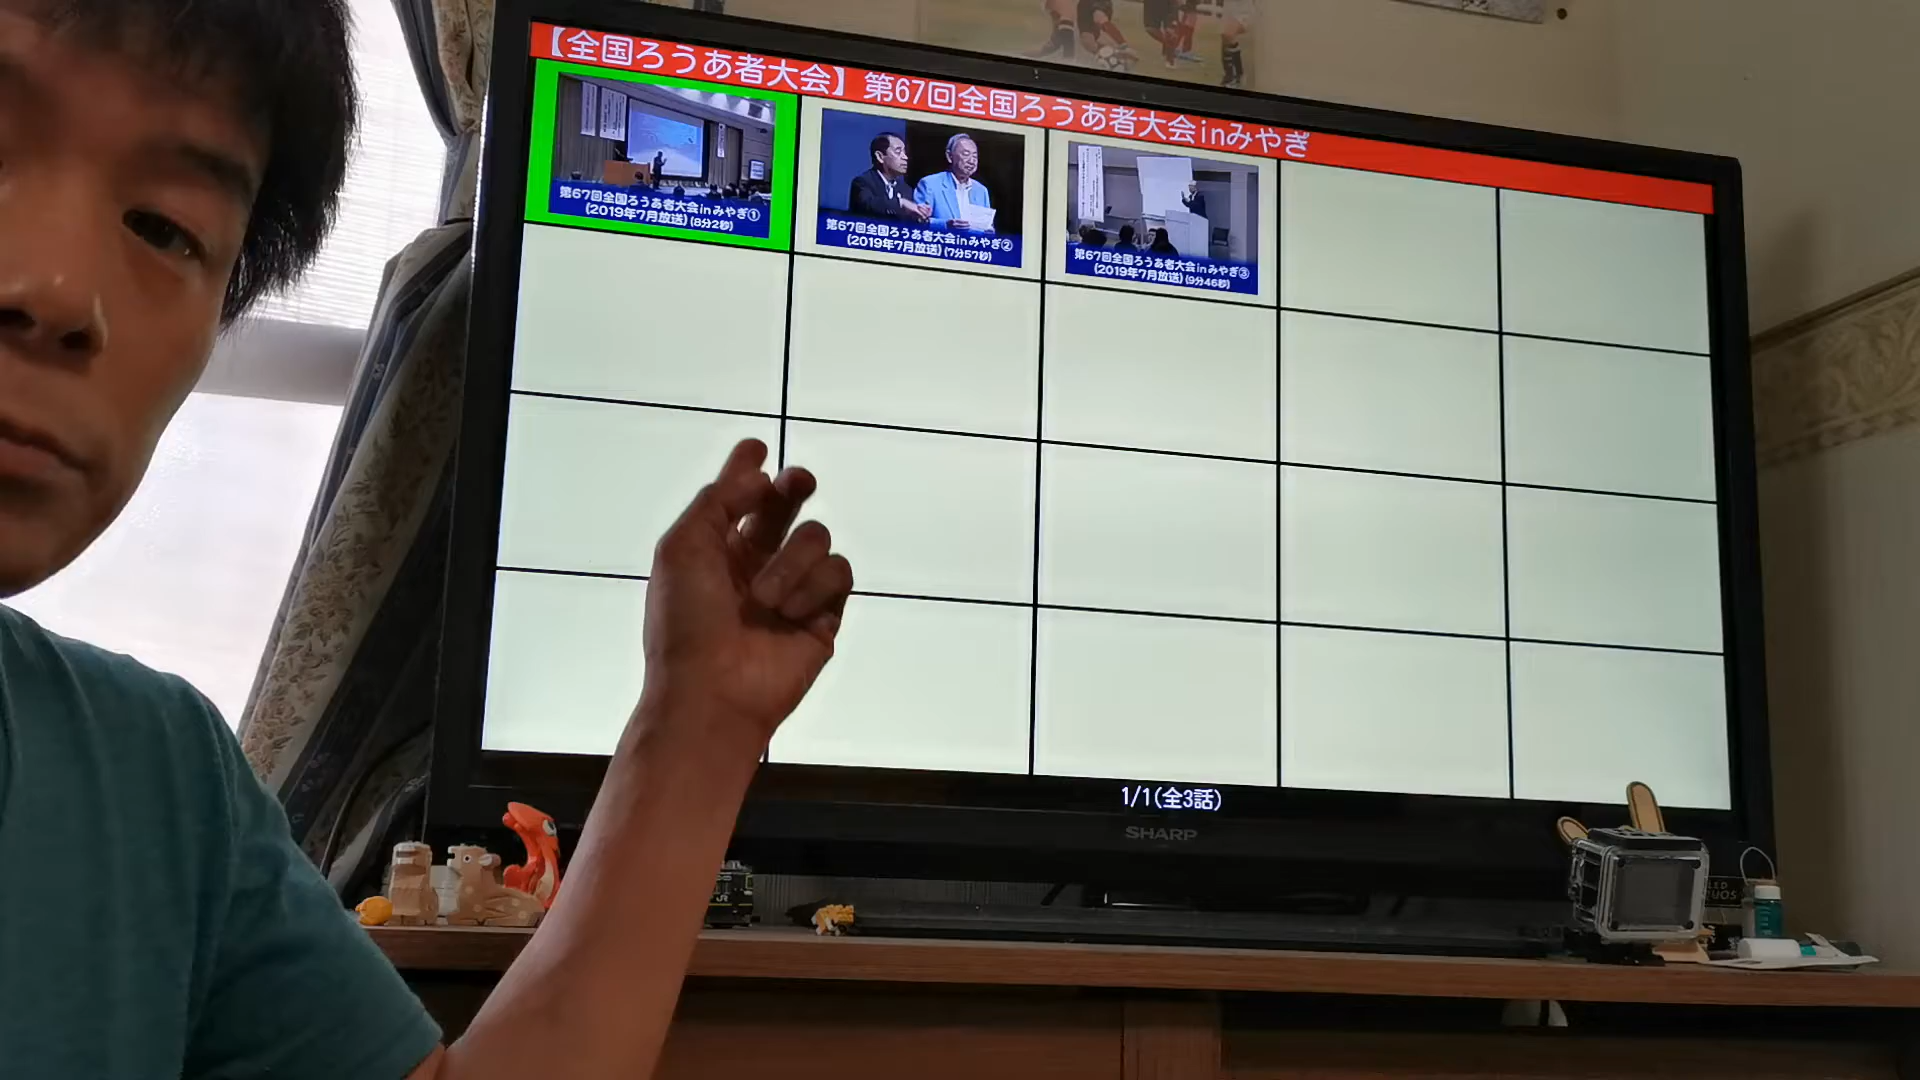 【全国ろうあ者大会】第67回全国ろうあ者大会inみやぎ
第67回全国ろうあ者大会inみやぎ①
(2019年7月放送)(8分2秒)
第67回全国ろうあ者大会inみやぎ②
(2019年7月放送)(7分57秒)
第67回全国ろうあ者大会inみやぎ③
(2019年7月放送)(9分46秒)
1/1(全3話)
SHARP
JR